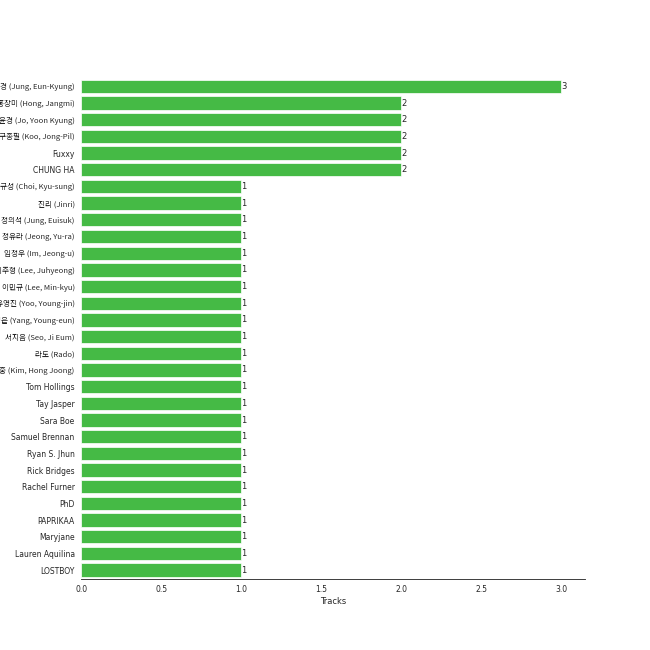 경 (Jung, Eun-Kyung) 3
홍장미 (Hong, Jangmi) 2
윤경 (Jo, Yoon Kyung) 2
구종필 (Koo, Jong-Pil) 2
Fuxxy 2
CHUNG HA 2
규성 (Choi, Kyu-sung) 1
진리 (Jinri) 1
정의석 (Jung, Euisuk) 1
정유라 (Jeong, Yu-ra) 1
임정우 (Im, Jeong-u) 1
이주형 (Lee, Juhyeong) 1
이민규 (Lee, Min-kyu) 1
유영진 (Yoo, Young-jin) 1
은 (Yang, Young-eun) 1
서지음 (Seo, Ji Eum) 1
라도 (Rado) 1
중 (Kim, Hong Joong) 1
Tom Hollings 1
Tay Jasper 1
Sara Boe 1
Samuel Brennan 1
Ryan S. Jhun 1
Rick Bridges 1
Rachel Furner 1
PhD 1
PAPRIKAA 1
Maryjane 1
Lauren Aquilina 1
LOSTBOY 1
0.0 0.5 1.0 1.5 2.0 2.5 3.0
Tracks